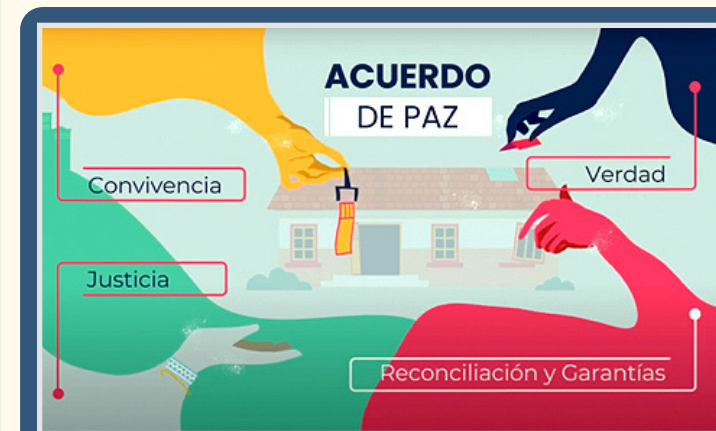 ACUERDO
DE PAZ
Convivencia
Verdad
Justicia
Reconciliación y Garantías